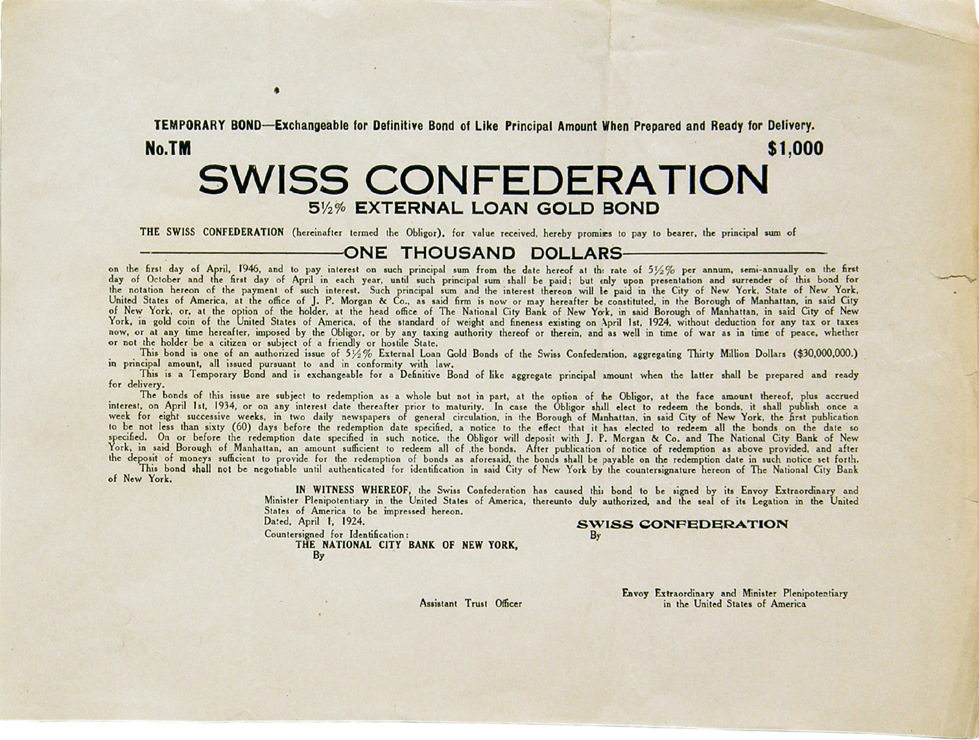 TEMPORARY BOND—Exchangeable for Definitive Bond of Like Principal Amount When Prepared and Ready for Delivery.
No.TM $1,000
SWISS CONFEDERATION
5½% EXTERNAL LOAN GOLD BOND
THE SWISS CONFEDERATION (hereinafter termed the Obligor), for value received, hereby promises to pay to bearer, the principal sum of
ONE THOUSAND DOLLARS
on the first day of April, 1946, and to pay interest on such principal sum from the date hereof at the rate of 5½% per annum, semi-annually on the first
day of October and the first day of April in each year, until such principal sum shall be paid; but only upon presentation and surrender of this bond for
the notation hereon of the payment of such interest. Such principal sum and the interest thereon will be paid in the City of New York, State of New York,
United States of America, at the office of J. P. Morgan & Co., as said firm is now or may hereafter be constituted, in the Borough of Manhattan, in said City
of New York, or, at the option of the holder, at the head office of The National City Bank of New York, in said Borough of Manhattan, in said City of New
York, in gold coin of the United States of America, of the standard of weight and fineness existing on April 1st, 1924, without deduction for any tax or taxes
now, or at any time hereafter, imposed by the Obligor, or by any taxing authority thereof or therein, and as well in time of war as in time of peace, whether
or not the holder be a citizen or subject of a friendly or hostile State.
This bond is one of an authorized issue of 5½% External Loan Gold Bonds of the Swiss Confederation, aggregating Thirty Million Dollars ($30,000,000.)
in principal amount, all issued pursuant to and in conformity with law.
This is a Temporary Bond and is exchangeable for a Definitive Bond of like aggregate principal amount when the latter shall be prepared and ready
for delivery.
The bonds of this issue are subject to redemption as a whole but not in part, at the option of the Obligor, at the face amount thereof, plus accrued
interest, on April 1st, 1934, or on any interest date thereafter prior to maturity. In case the Obligor shall elect to redeem the bonds, it shall publish once a
week for eight successive weeks, in two daily newspapers of general circulation, in the Borough of Manhattan, in said City of New York, the first publication
to be not less than sixty (60) days before the redemption date specified, a notice to the effect that it has elected to redeem all the bonds on the date so
specified. On or before the redemption date specified in such notice, the Obligor will deposit with J. P. Morgan & Co. and The National City Bank of New
York, in said Borough of Manhattan, an amount sufficient to redeem all of the bonds. After publication of notice of redemption as above provided, and after
the deposit of moneys sufficient to provide for the redemption of bonds as aforesaid, the bonds shall be payable on the redemption date in such notice set forth.
This bond shall not be negotiable until authenticated for identification in said City of New York by the countersignature hereon of The National City Bank
of New York.
IN WITNESS WHEREOF, the Swiss Confederation has caused this bond to be signed by its Envoy Extraordinary and
Minister Plenipotentiary in the United States of America, thereunto duly authorized, and the seal of its Legation in the United
States of America to be impressed hereon.
Dated, April 1, 1924.
SWISS CONFEDERATION
By
Countersigned for Identification:
THE NATIONAL CITY BANK OF NEW YORK,
By
Assistant Trust Officer
Envoy Extraordinary and Minister Plenipotentiary
in the United States of America